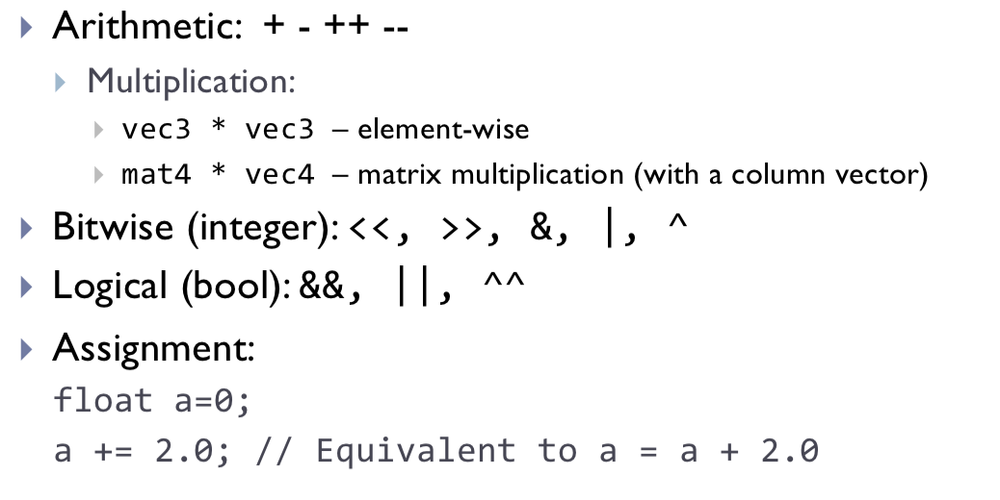 Arithmetic: + - ++ --
Multiplication:
vec3 * vec3 – element-wise
mat4 * vec4 – matrix multiplication (with a column vector)
Bitwise (integer): <<, >>, &, |, ^
Logical (bool): &&, ||, ^^
Assignment:
float a=0;
a += 2.0; // Equivalent to a = a + 2.0